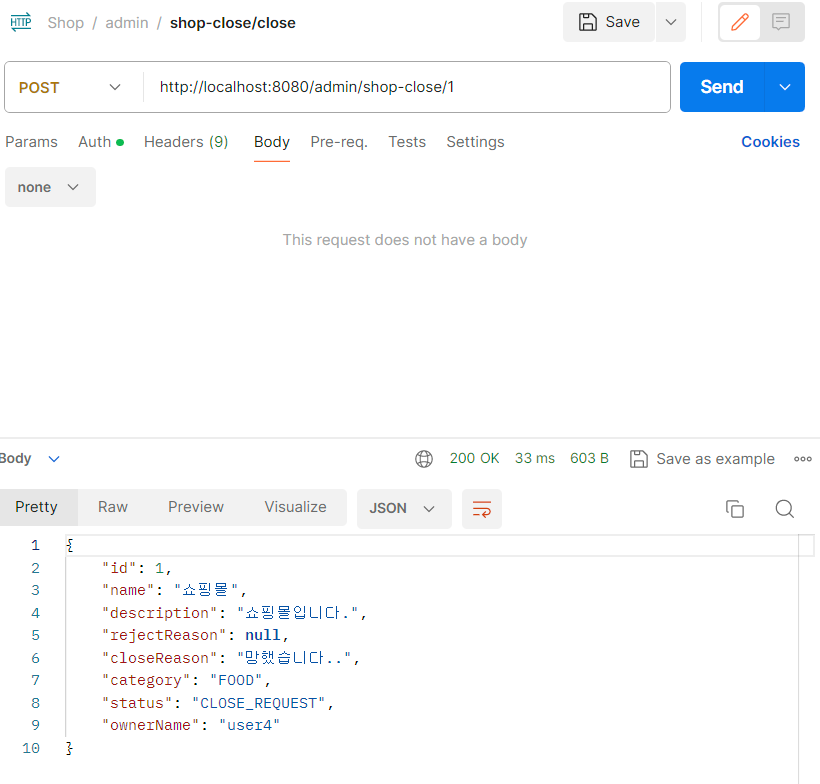 HTTP Shop / admin / shop-close/close Save
POST http://localhost:8080/admin/shop-close/1 Send
Params Auth Headers (9) Body Pre-req. Tests Settings Cookies
none
This request does not have a body
Body 200 OK 33 ms 603 B Save as example
Pretty Raw Preview Visualize JSON
1 {
2 "id": 1,
3 "name": "쇼핑몰",
4 "description": "쇼핑몰입니다.",
5 "rejectReason": null,
6 "closeReason": "망했습니다..",
7 "category": "FOOD",
8 "status": "CLOSE_REQUEST",
9 "ownerName": "user4"
10 }